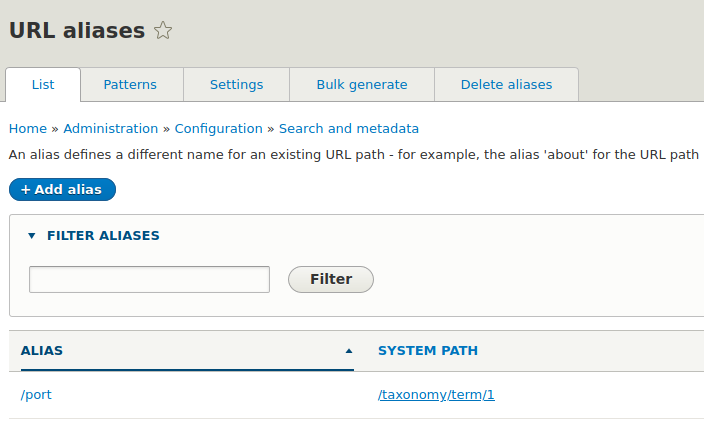 URL aliases
List Patterns Settings Bulk generate Delete aliases
Home » Administration » Configuration » Search and metadata
An alias defines a different name for an existing URL path - for example, the alias 'about' for the URL path
+ Add alias
FILTER ALIASES
Filter
ALIAS SYSTEM PATH
/port /taxonomy/term/1